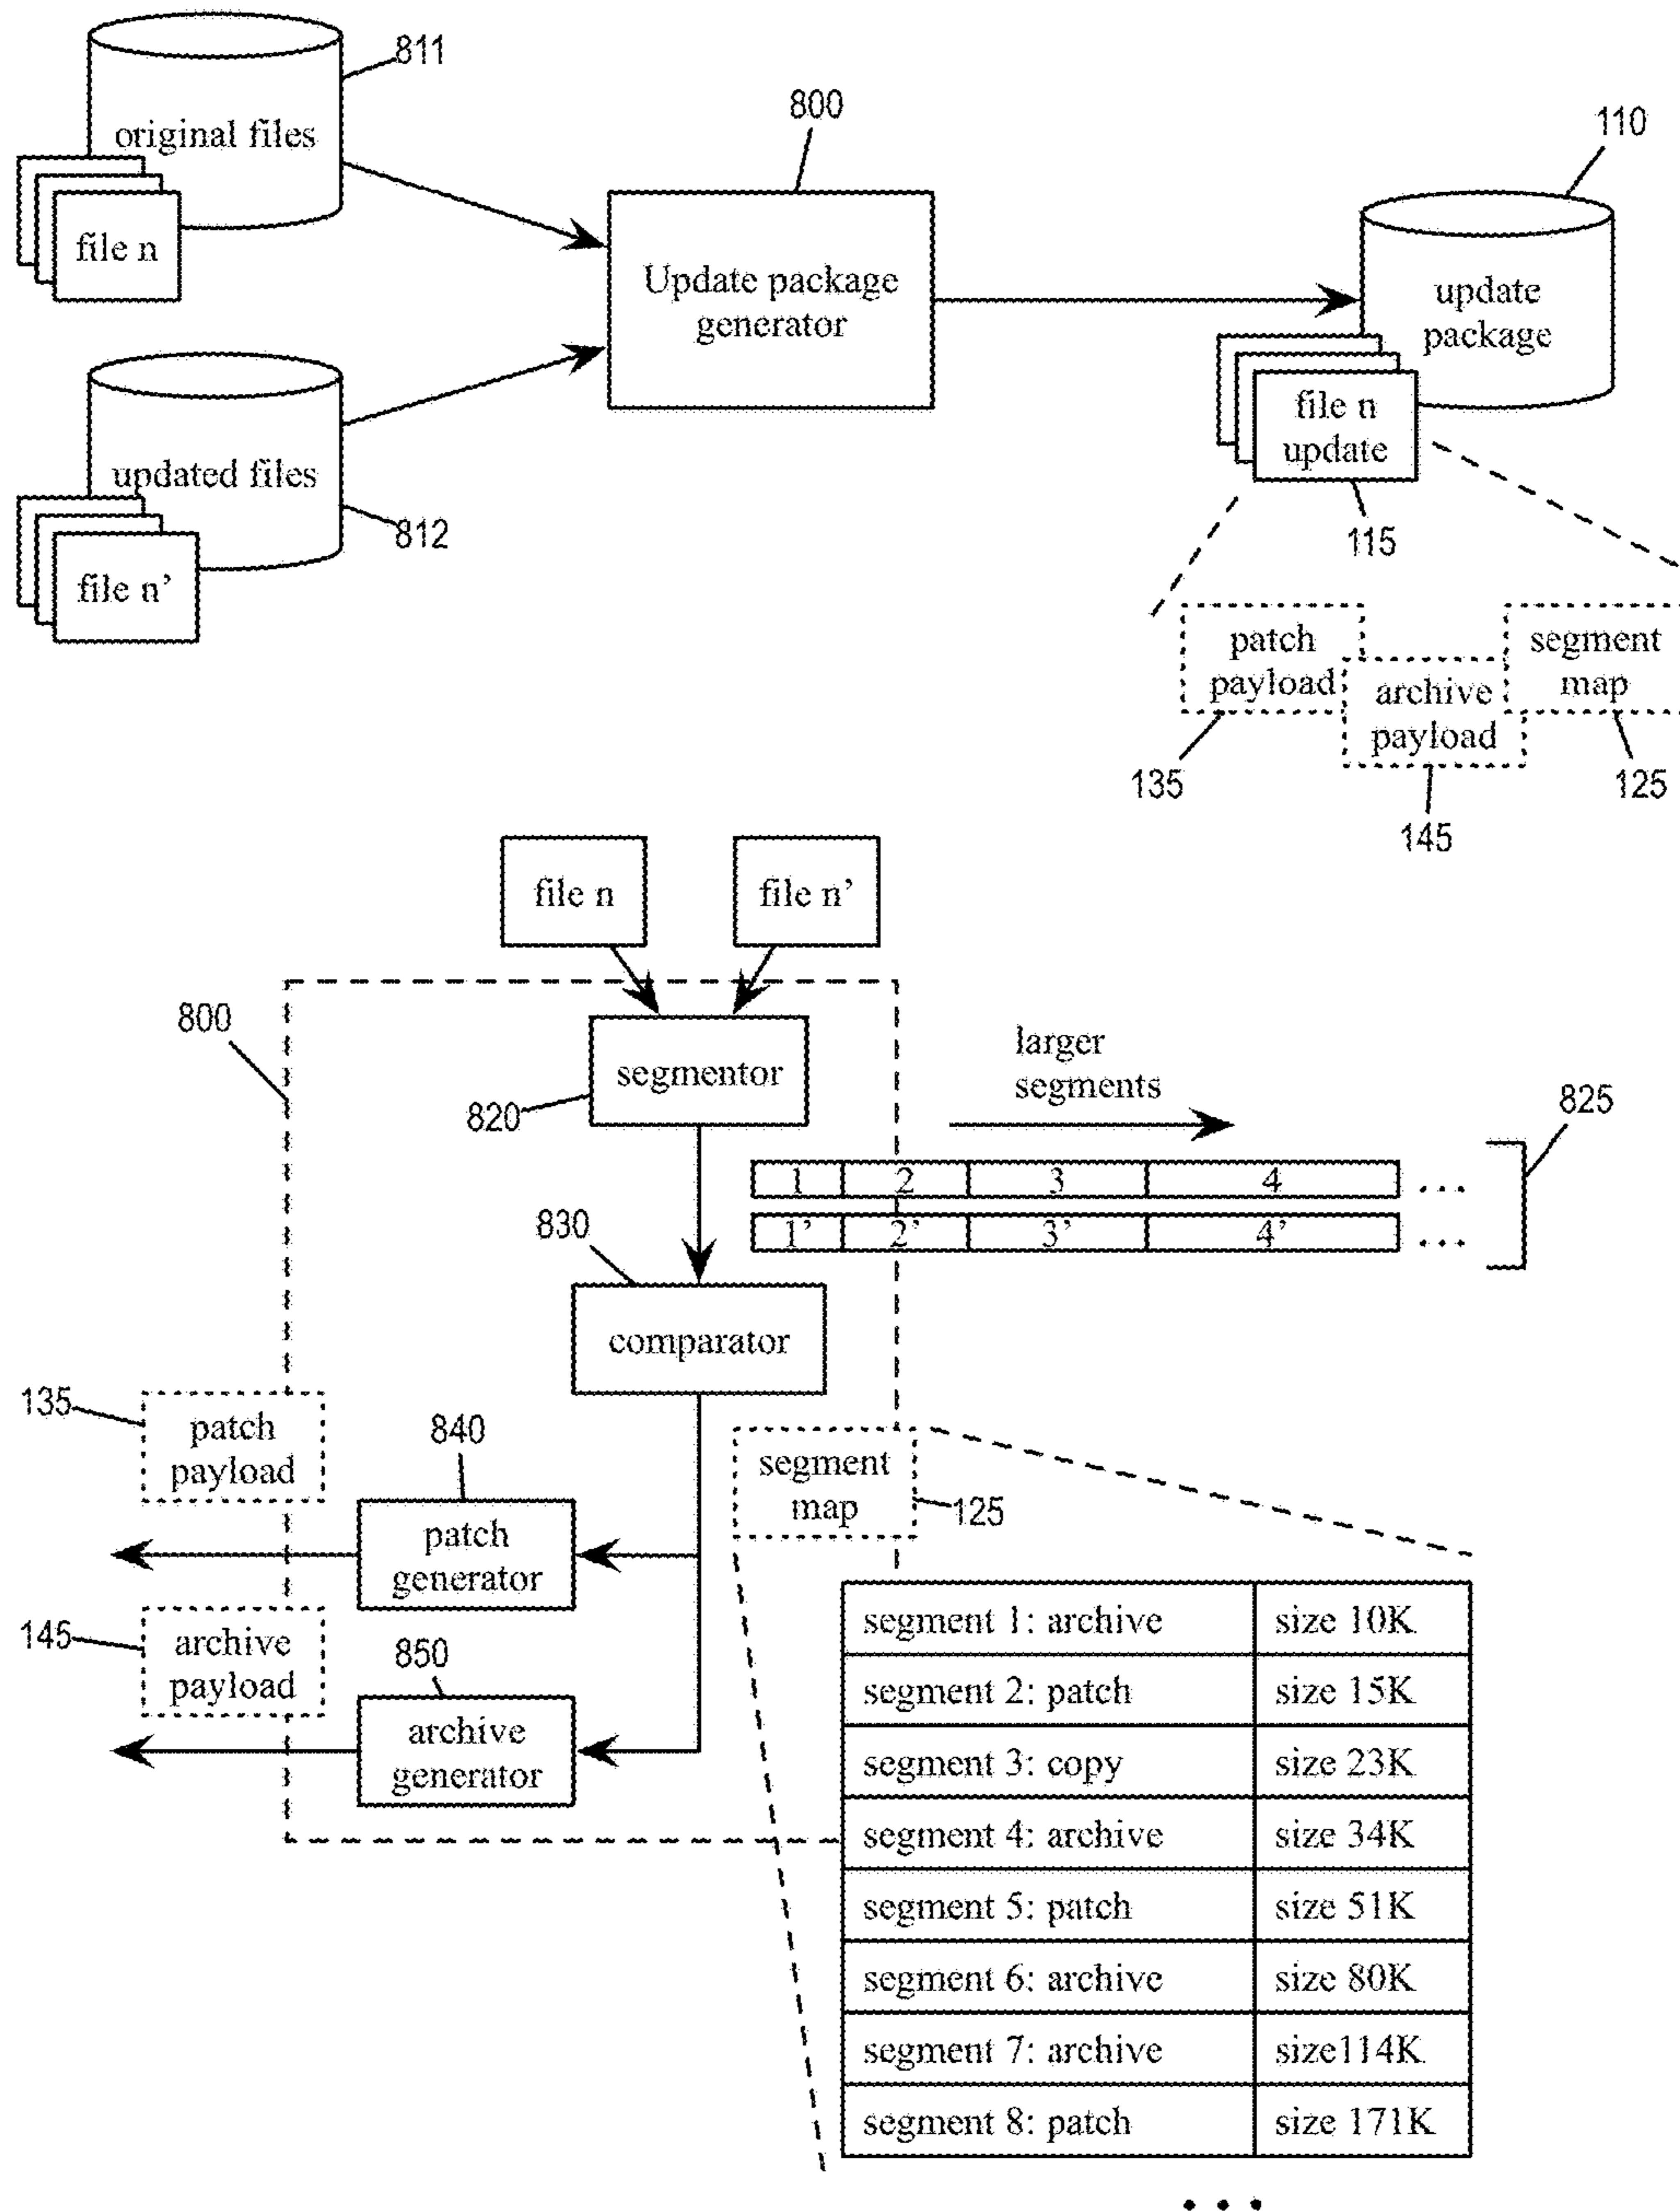 811
original files
file n
800
Update package
generator
110
update
package
file n
update
115
updated files
812
file n’
patch
payload
135
archive
payload
145
segment
map
125
file n
file n’
800
segmentor
820
larger
segments
825
1 2 3 4 ...
1’ 2’ 3’ 4’ ...
830
comparator
135
patch
payload
840
patch
generator
segment
map
125
145
archive
payload
850
archive
generator
segment 1: archive size 10K
segment 2: patch size 15K
segment 3: copy size 23K
segment 4: archive size 34K
segment 5: patch size 51K
segment 6: archive size 80K
segment 7: archive size114K
segment 8: patch size 171K
...